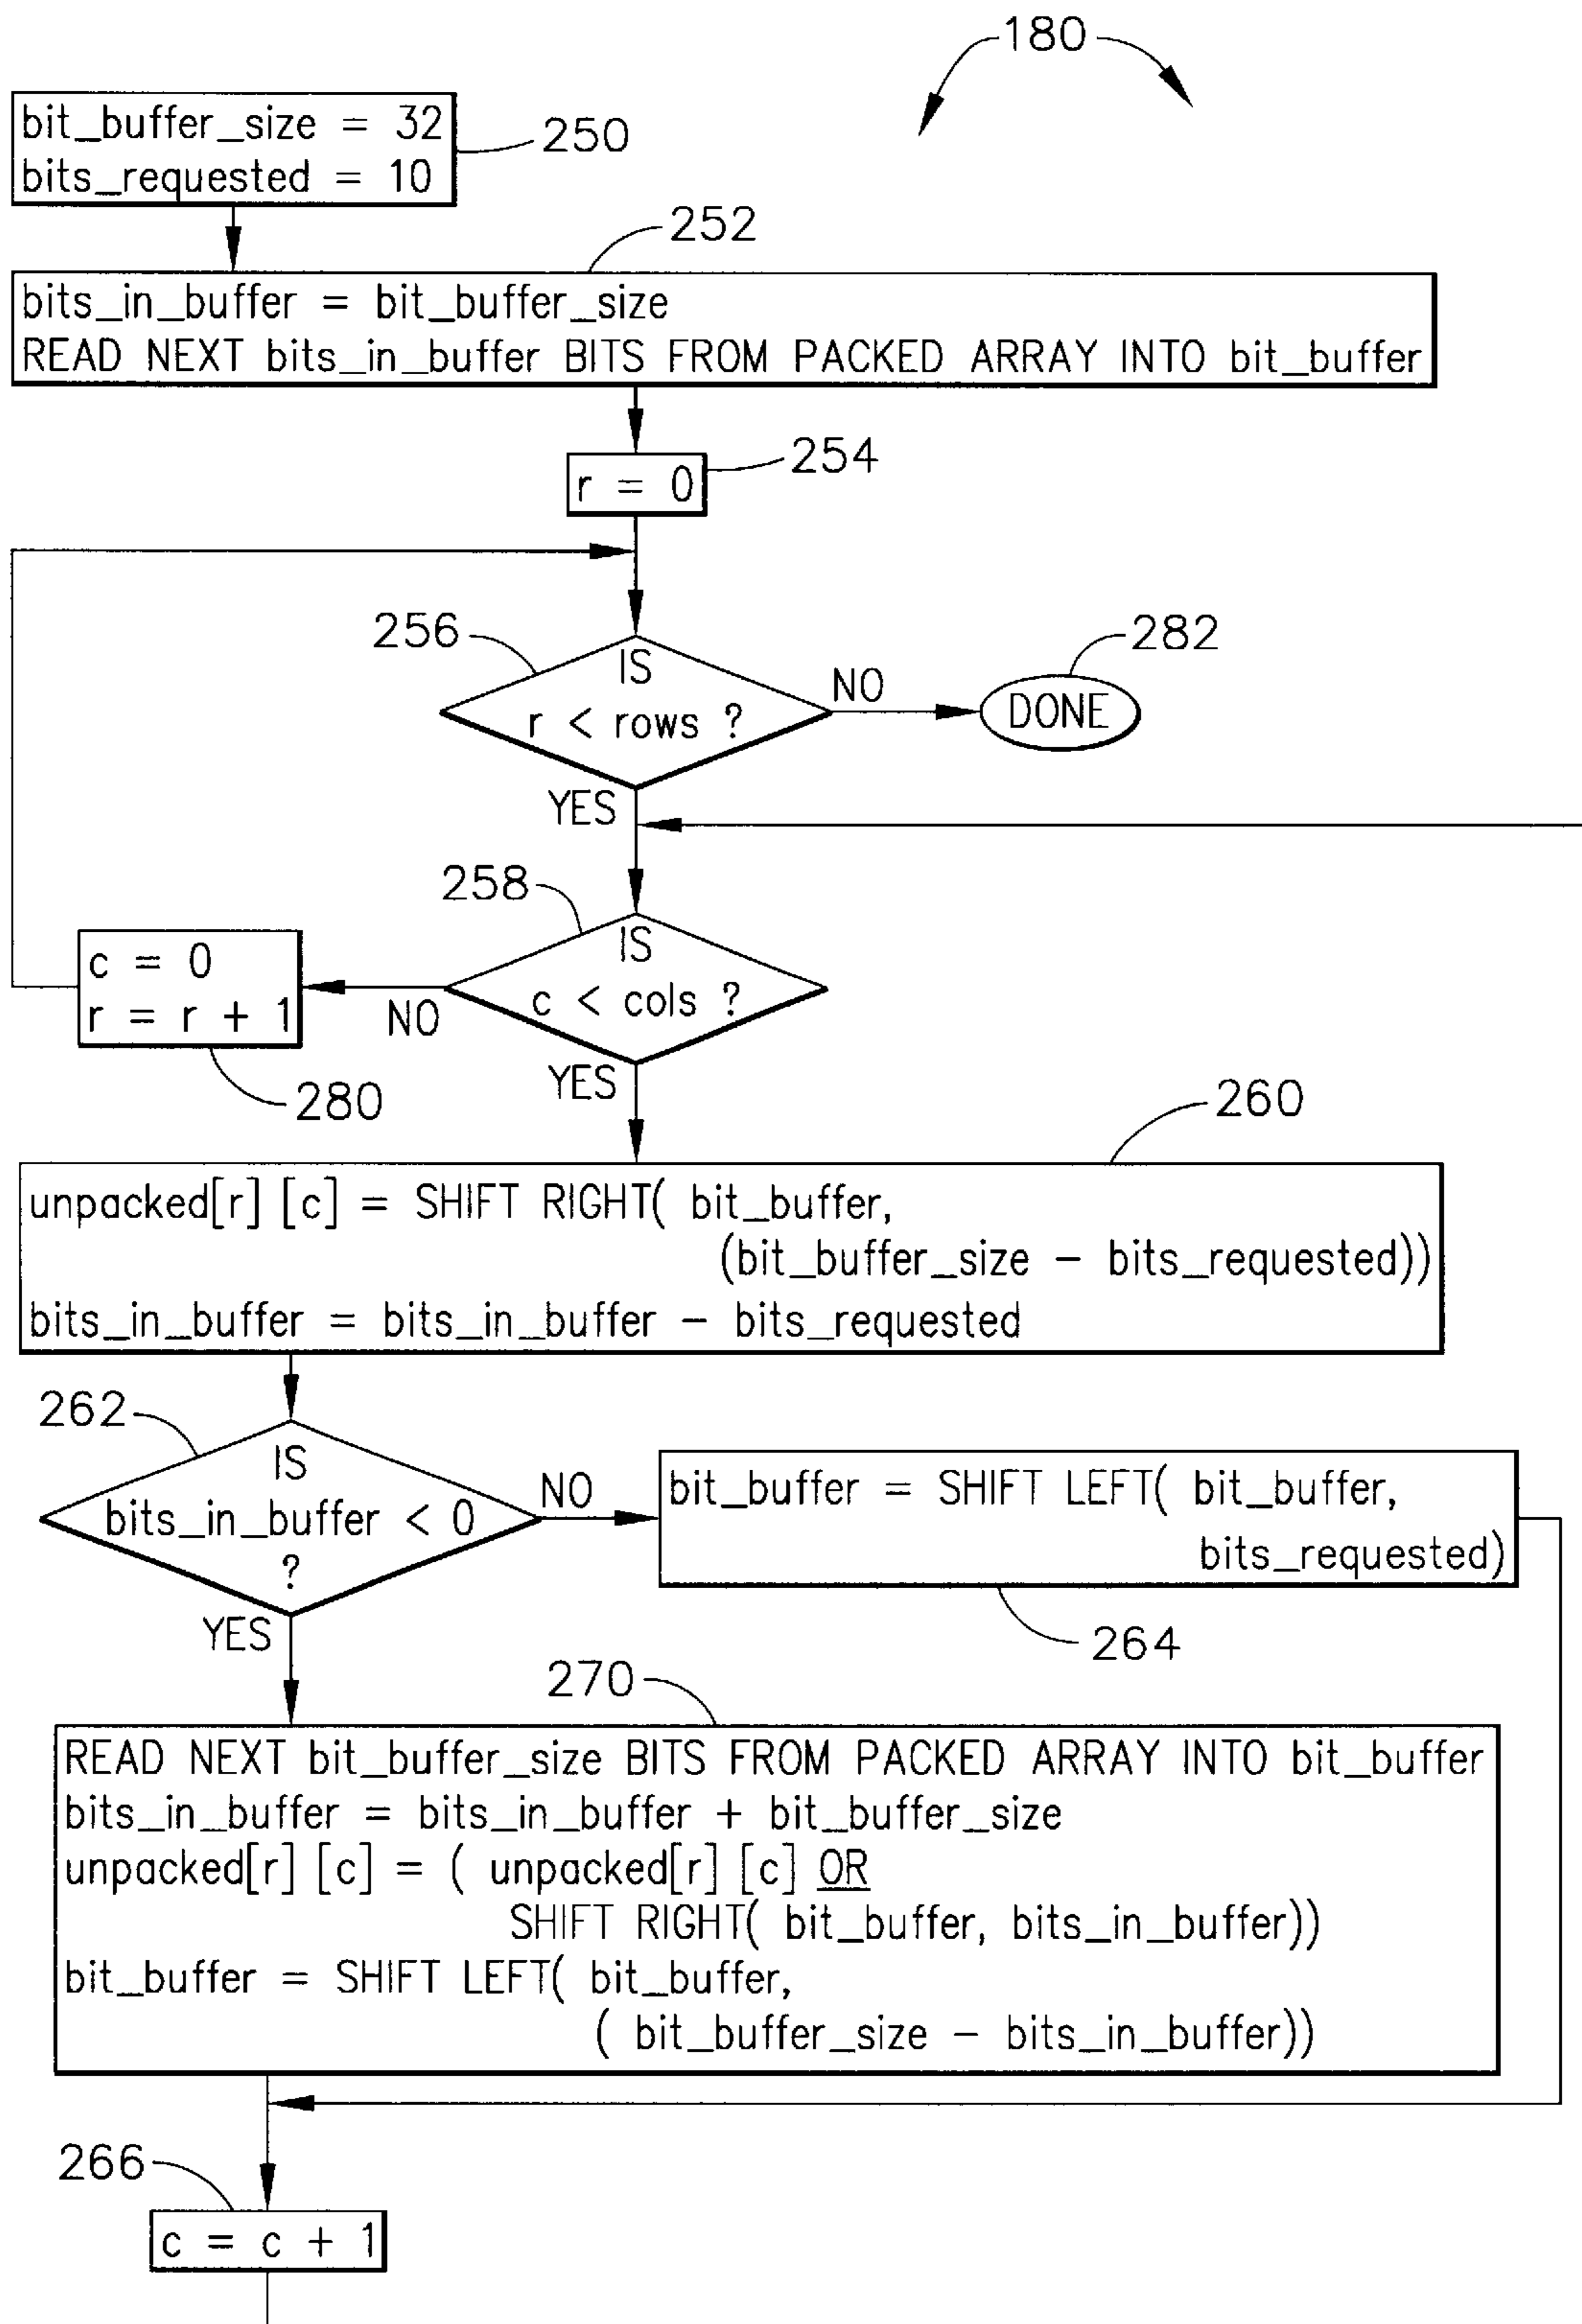 180
bit_buffer_size = 32
bits_requested = 10
250
252
bits_in_buffer = bit_buffer_size
READ NEXT bits_in_buffer BITS FROM PACKED ARRAY INTO bit_buffer
254
r = 0
256
IS
r < rows ?
NO
282
DONE
YES
258
IS
c < cols ?
NO
c = 0
r = r + 1
280
YES
260
unpacked[r] [c] = SHIFT RIGHT( bit_buffer,
(bit_buffer_size - bits_requested))
bits_in_buffer = bits_in_buffer - bits_requested
262
IS
bits_in_buffer < 0
?
NO
bit_buffer = SHIFT LEFT( bit_buffer,
bits_requested)
264
YES
270
READ NEXT bit_buffer_size BITS FROM PACKED ARRAY INTO bit_buffer
bits_in_buffer = bits_in_buffer + bit_buffer_size
unpacked[r] [c] = ( unpacked[r] [c] OR
SHIFT RIGHT( bit_buffer, bits_in_buffer))
bit_buffer = SHIFT LEFT( bit_buffer,
( bit_buffer_size - bits_in_buffer))
266
c = c + 1